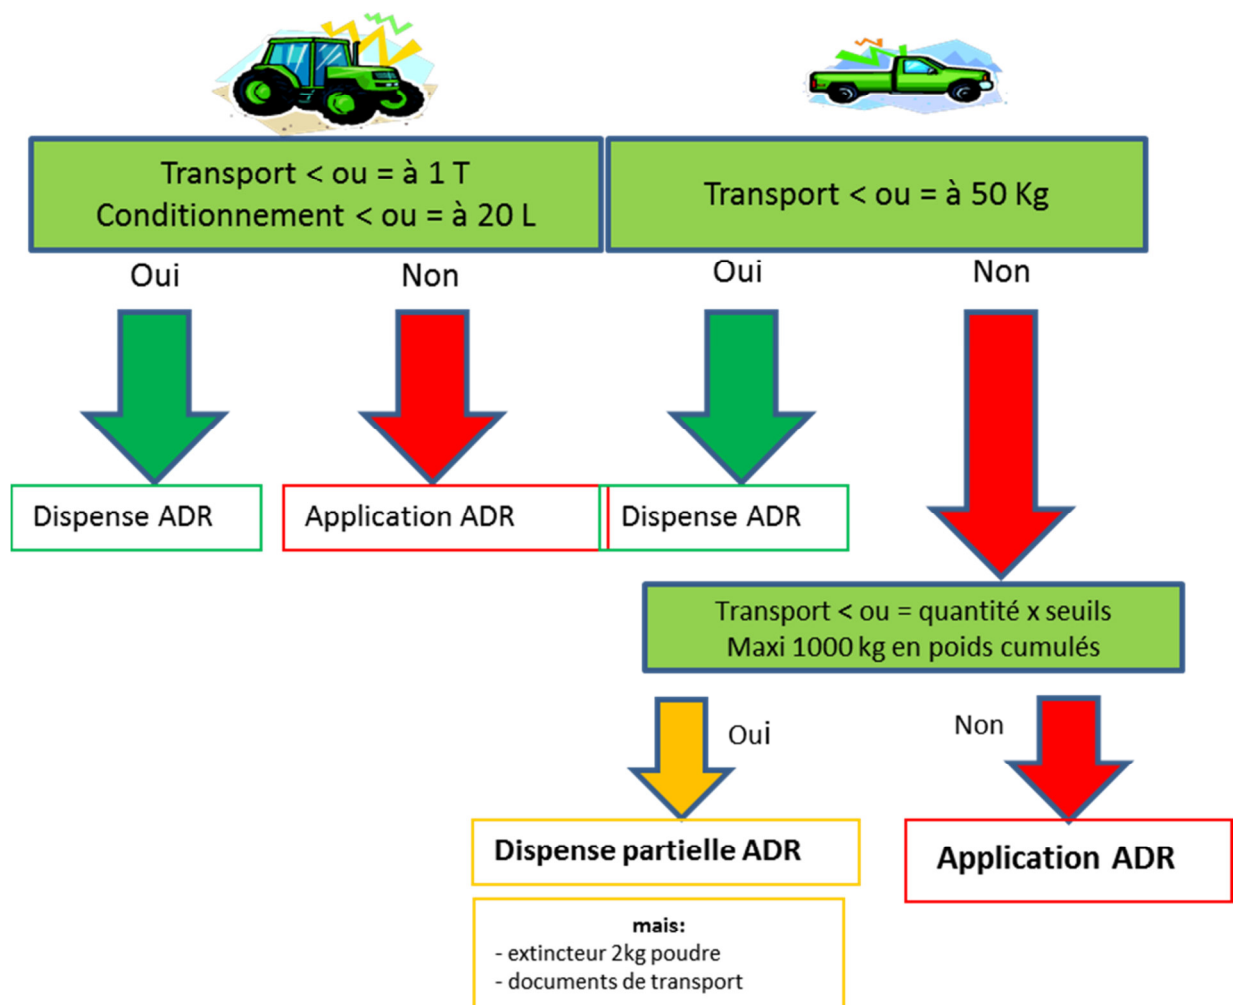 Transport < ou = à 1 T
Conditionnement < ou = à 20 L
Transport < ou = à 50 Kg
Oui
Non
Oui
Non
Dispense ADR
Application ADR
Dispense ADR
Transport < ou = quantité x seuils
Maxi 1000 kg en poids cumulés
Oui
Non
Dispense partielle ADR
Application ADR
mais:
- extincteur 2kg poudre
- documents de transport